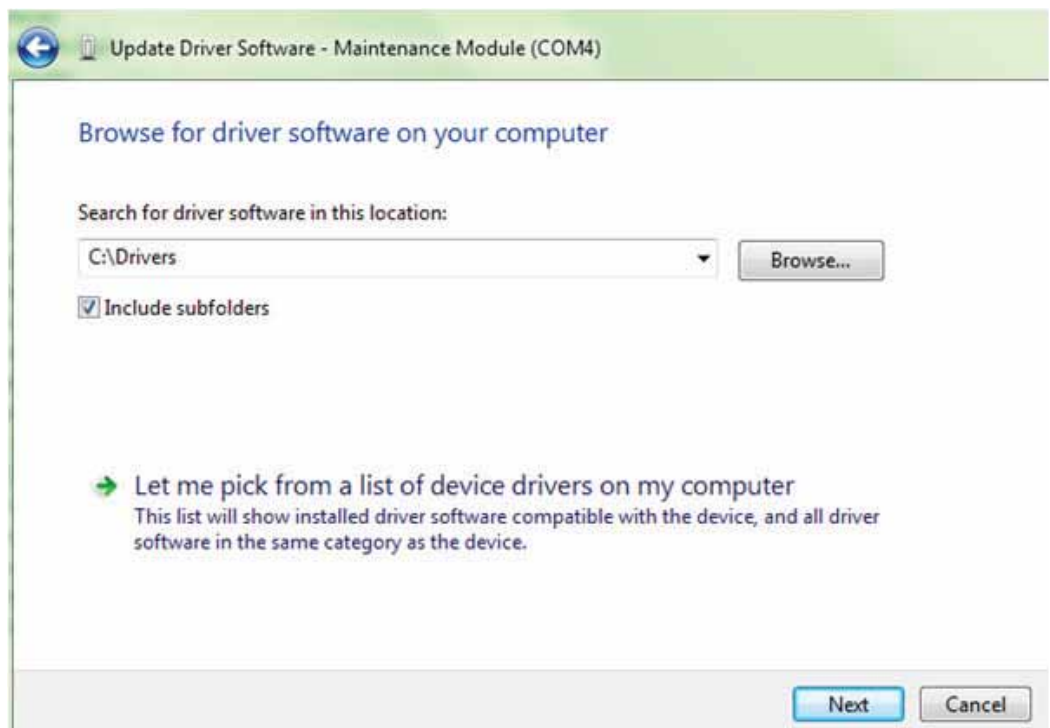 Update Driver Software - Maintenance Module (COM4)
Browse for driver software on your computer
Search for driver software in this location:
C:\Drivers
Browse...
Include subfolders
Let me pick from a list of device drivers on my computer
This list will show installed driver software compatible with the device, and all driver
software in the same category as the device.
Next
Cancel